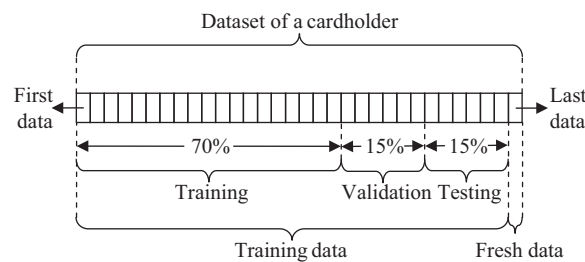 Dataset of a cardholder
First data
Last data
70%
15%
15%
Training
Validation
Testing
Training data
Fresh data